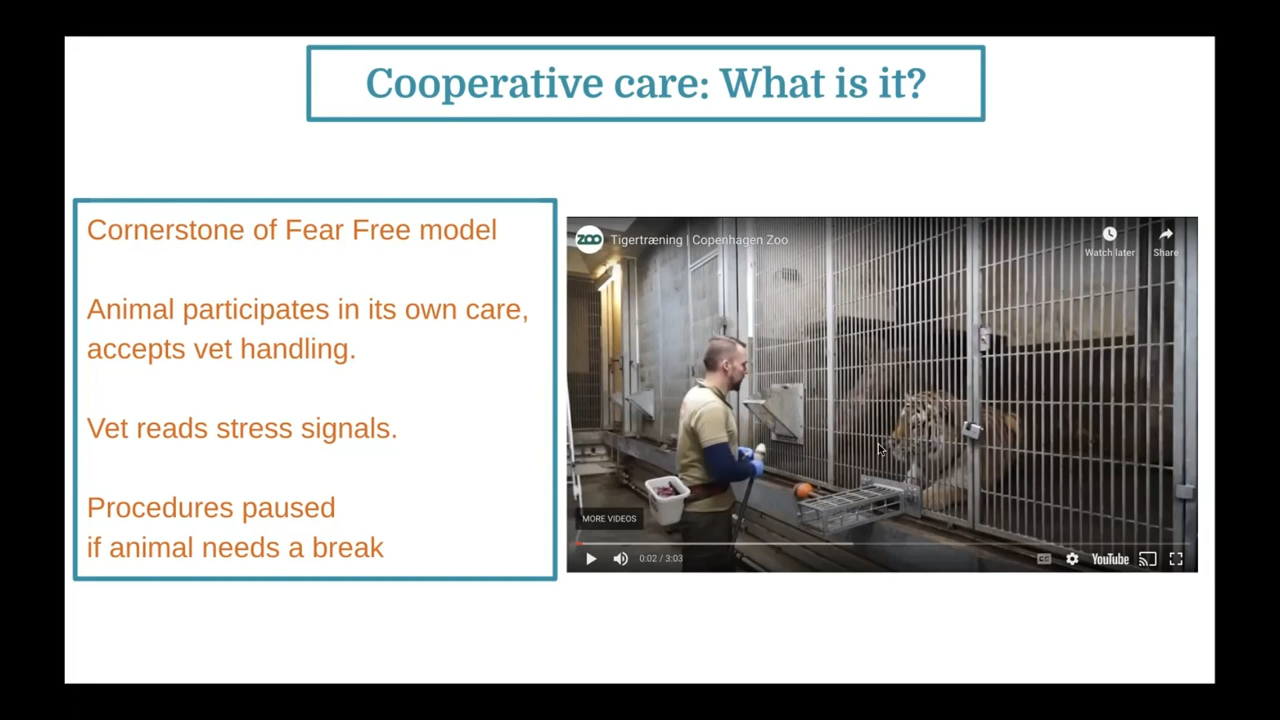 Cooperative care: What is it?
Cornerstone of Fear Free model
Animal participates in its own care,
accepts vet handling.
Vet reads stress signals.
Procedures paused
if animal needs a break
ZOO
Tigertræning | Copenhagen Zoo
Watch later
Share
MORE VIDEOS
0:02 / 3:03
CC
YouTube